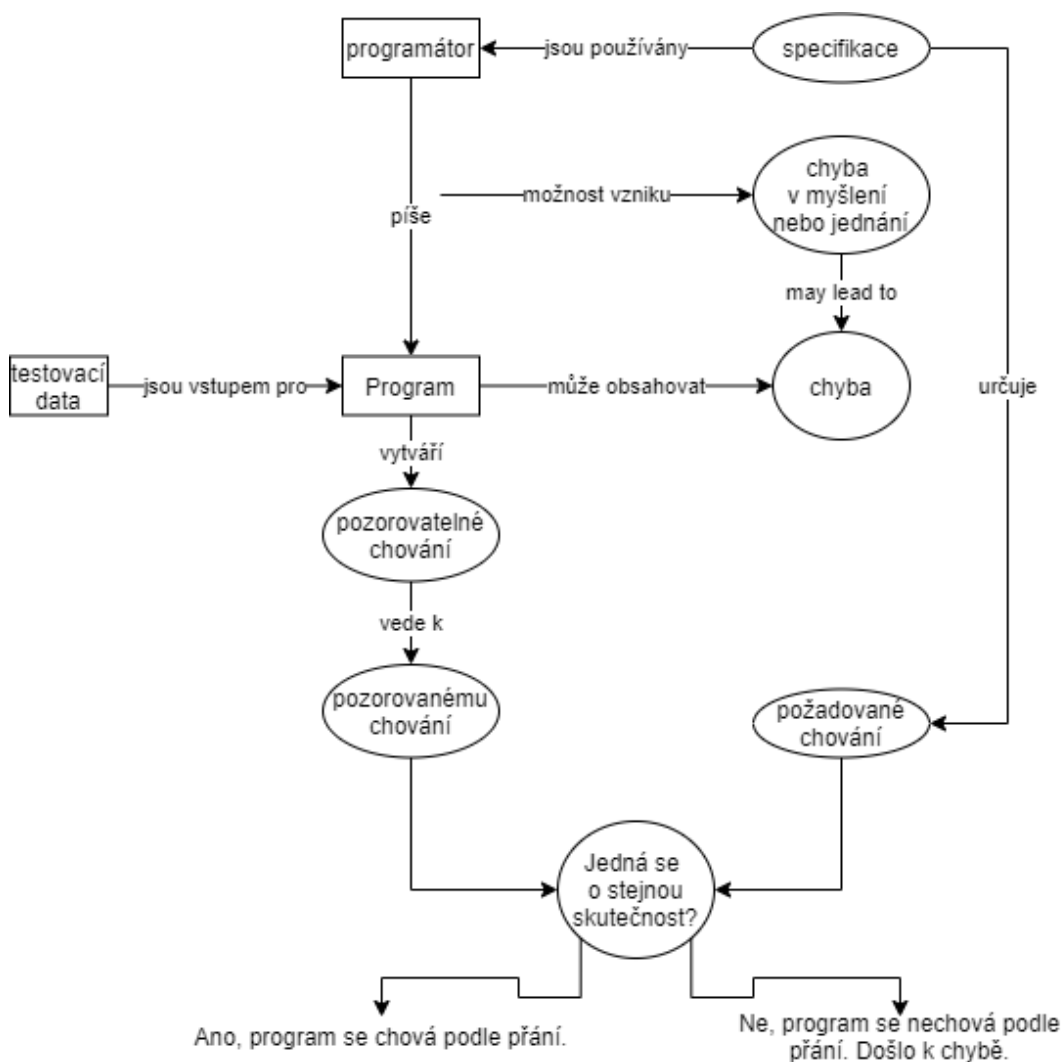 programátor
jsou používány
specifikace
chyba
v myšlení
nebo jednání
možnost vzniku
píše
may lead to
testovací
data
jsou vstupem pro
Program
může obsahovat
chyba
určuje
vytváří
pozorovatelné
chování
vede k
pozorovanému
chování
požadované
chování
Jedná se
o stejnou
skutečnost?
Ano, program se chová podle přání.
Ne, program se nechová podle
přání. Došlo k chybě.